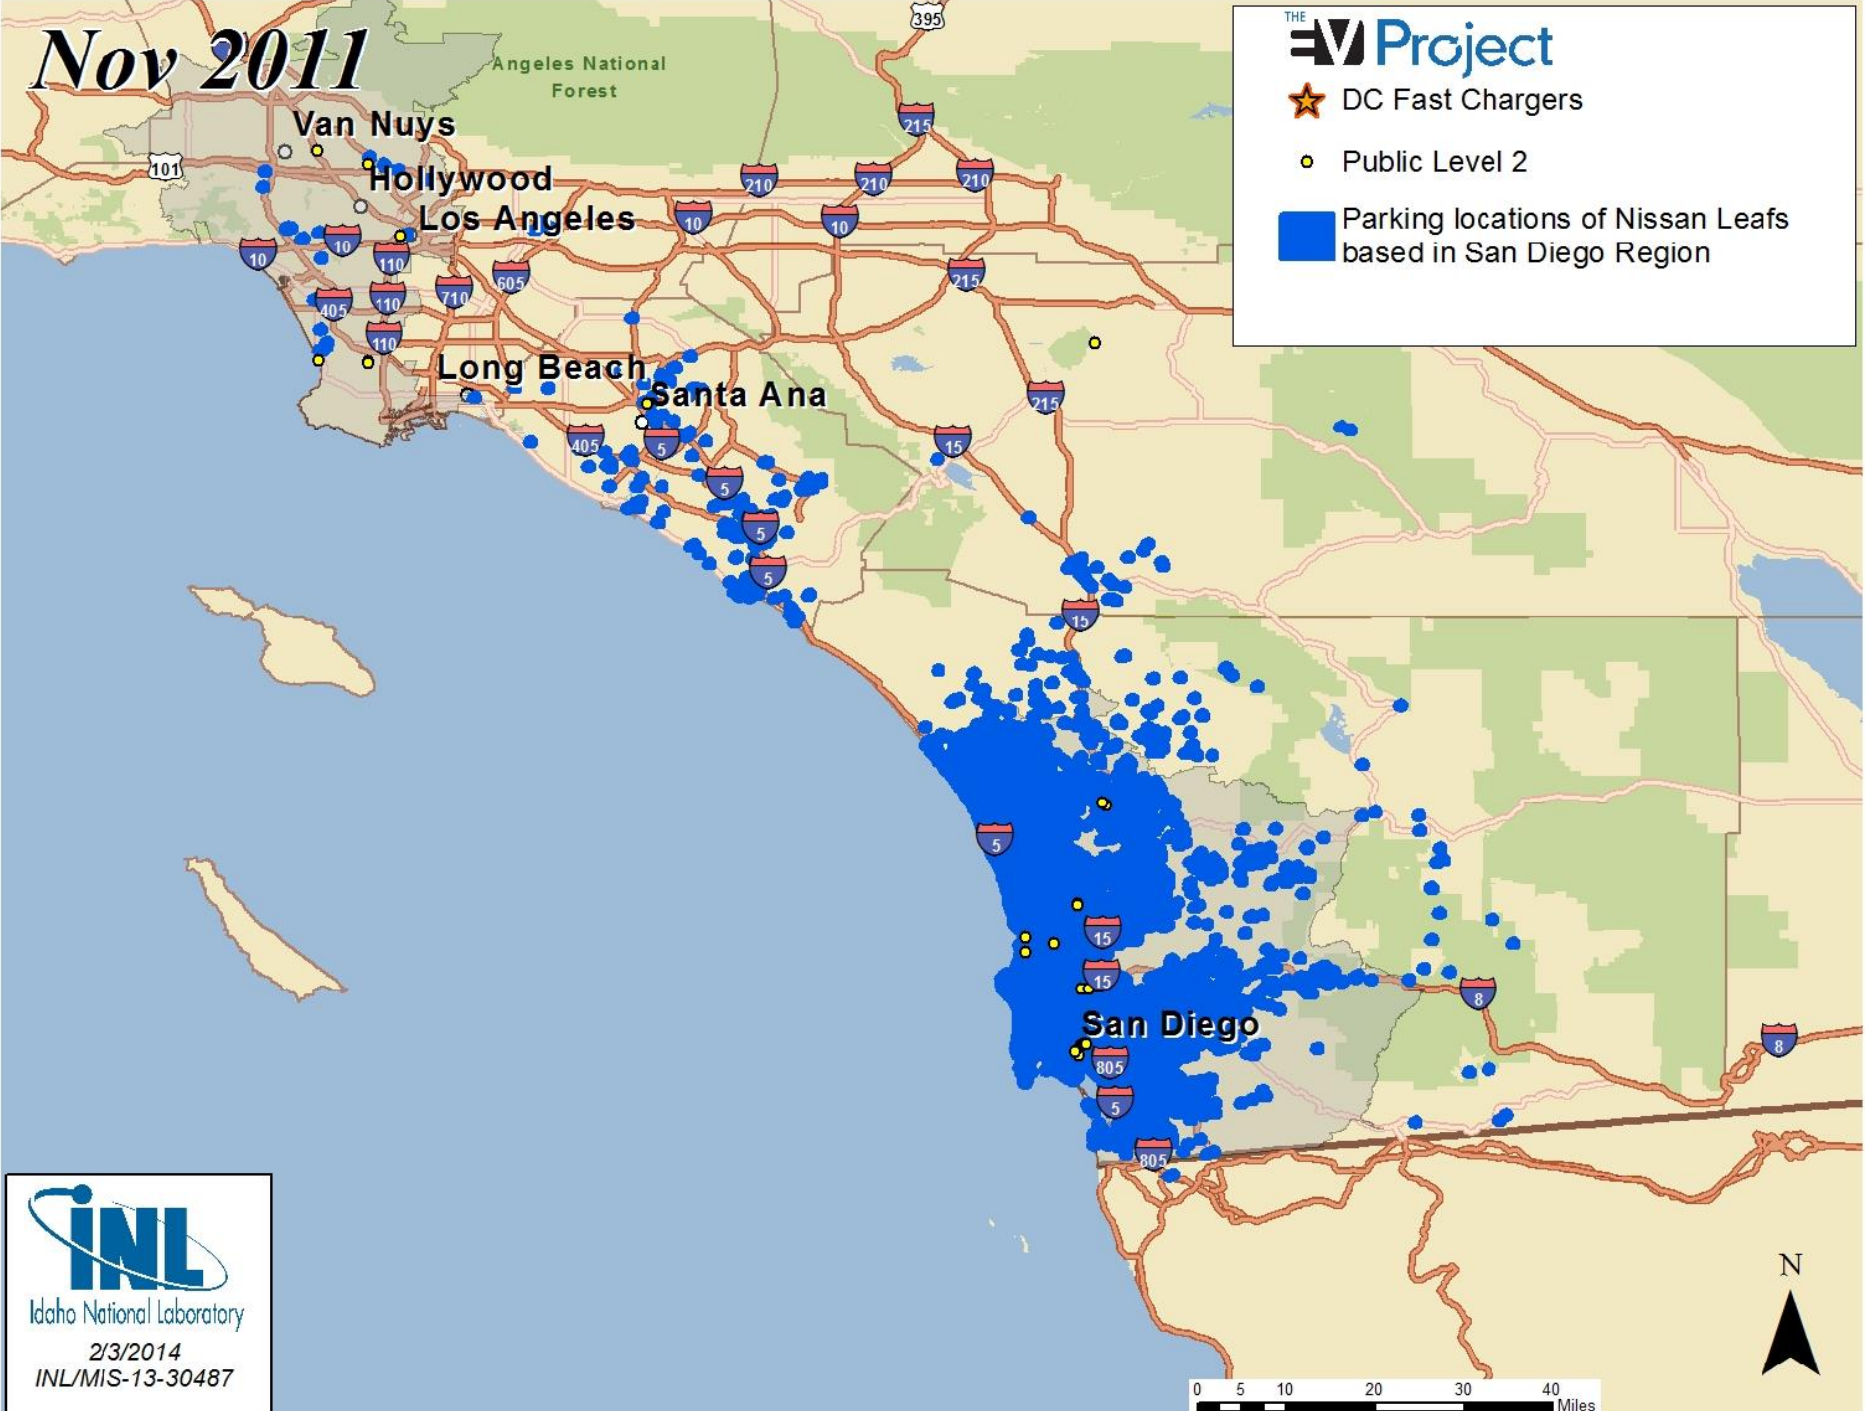 Nov 2011
395
THE
EV Project
DC Fast Chargers
Public Level 2
Parking locations of Nissan Leafs
based in San Diego Region
Angeles National
Forest
215
Van Nuys
101
Hollywood
210
210
210
Los Angeles
10
10
10
10
110
605
215
710
110
405
110
Long Beach
Santa Ana
215
405
5
15
5
5
5
15
5
15
15
8
San Diego
8
805
5
805
INL
Idaho National Laboratory
2/3/2014
INL/MIS-13-30487
N
0 5 10 20 30 40
Miles